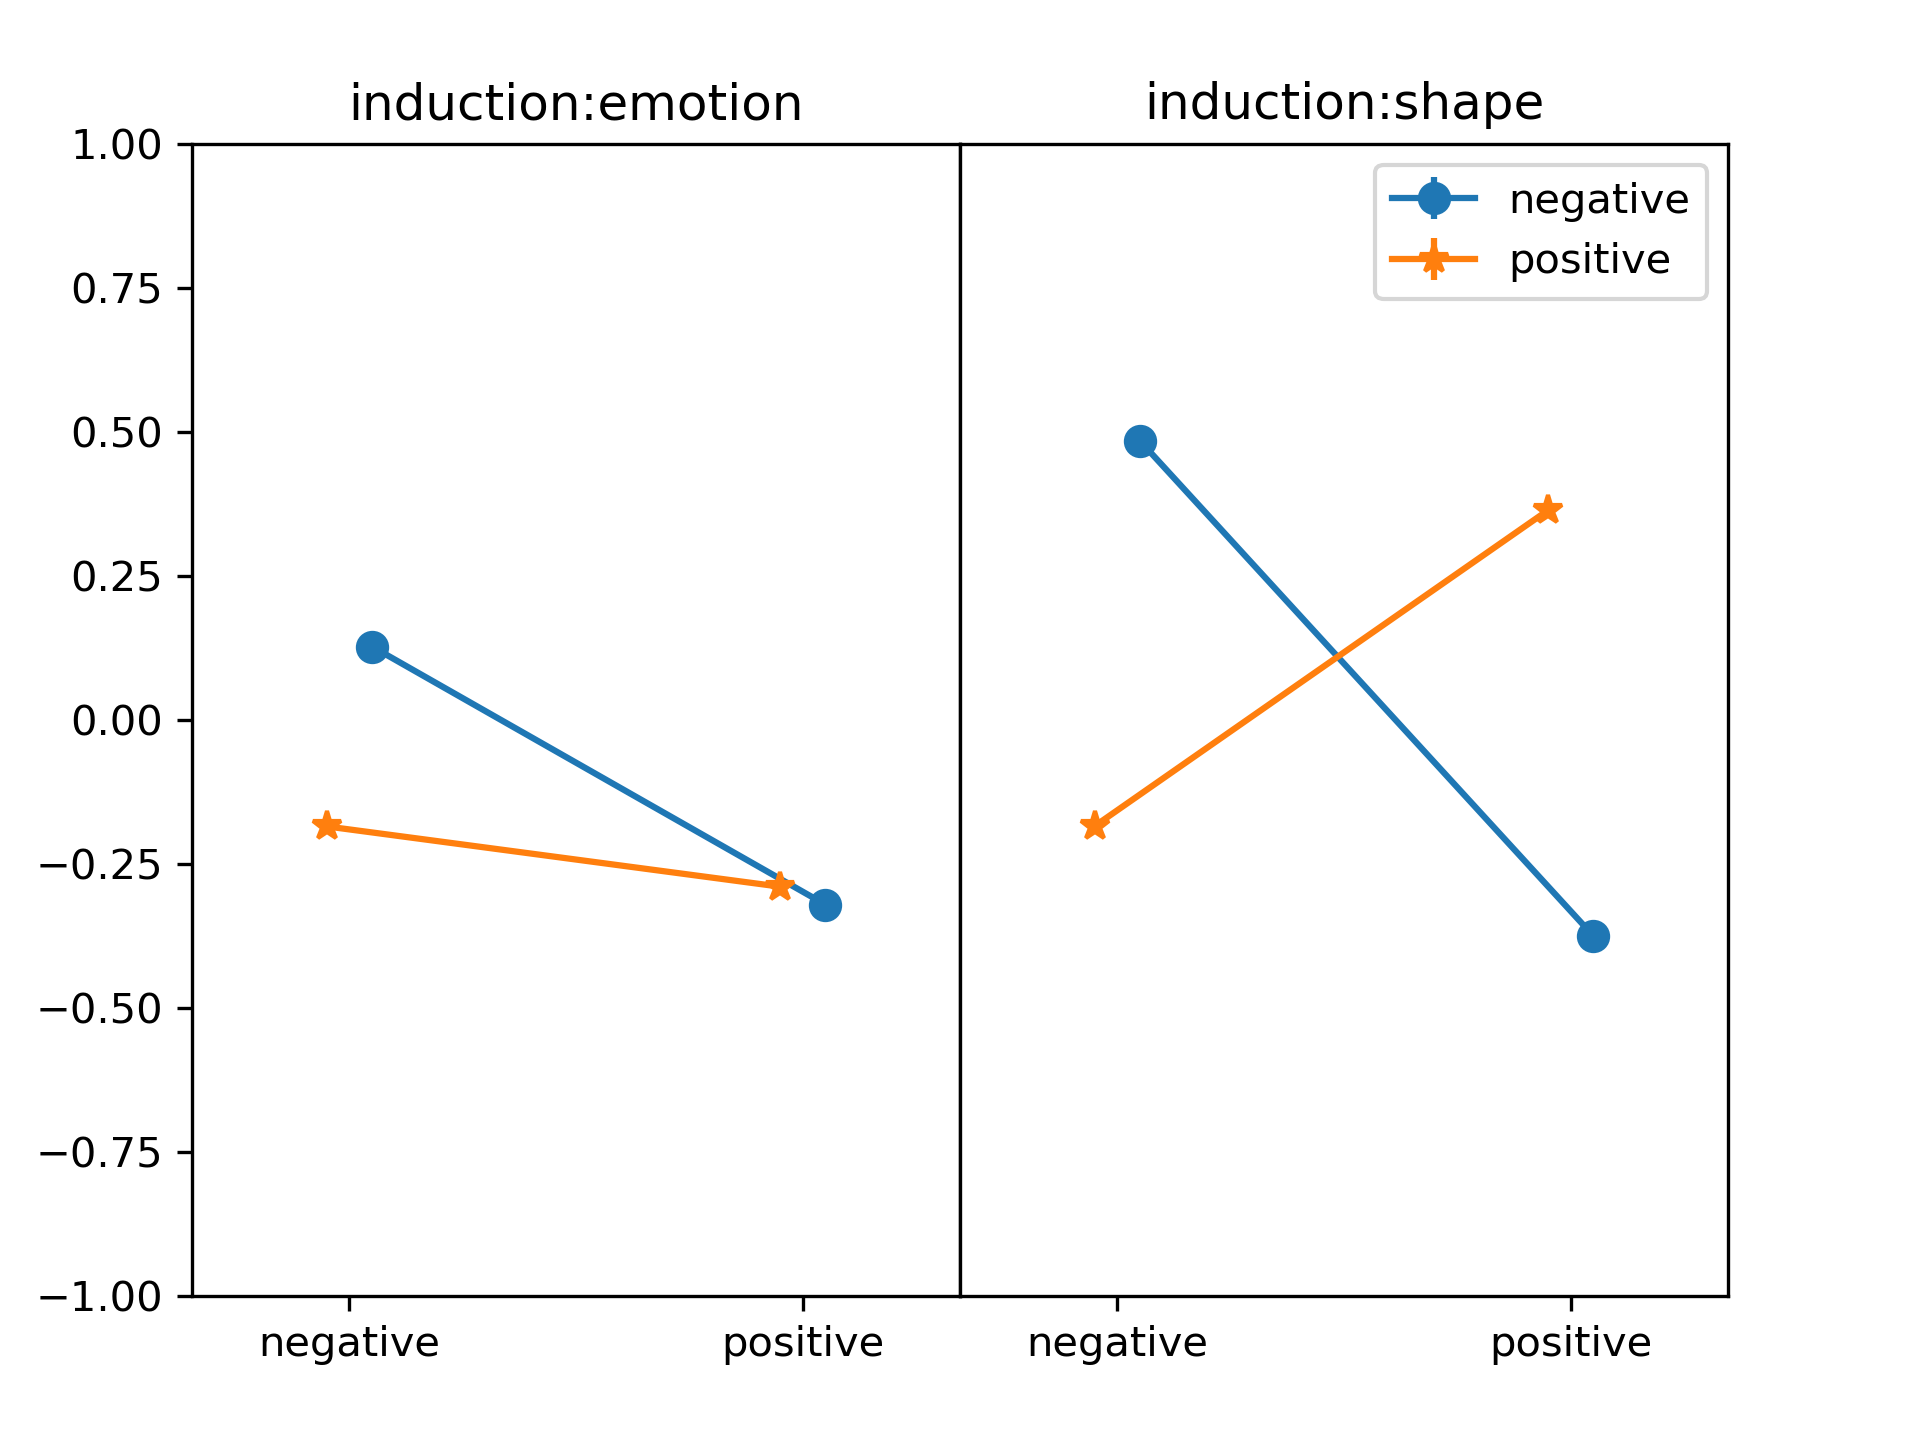 induction:emotion
induction:shape
1.00
0.75
0.50
0.25
0.00
−0.25
−0.50
−0.75
−1.00
negative
positive
negative
positive
negative
positive